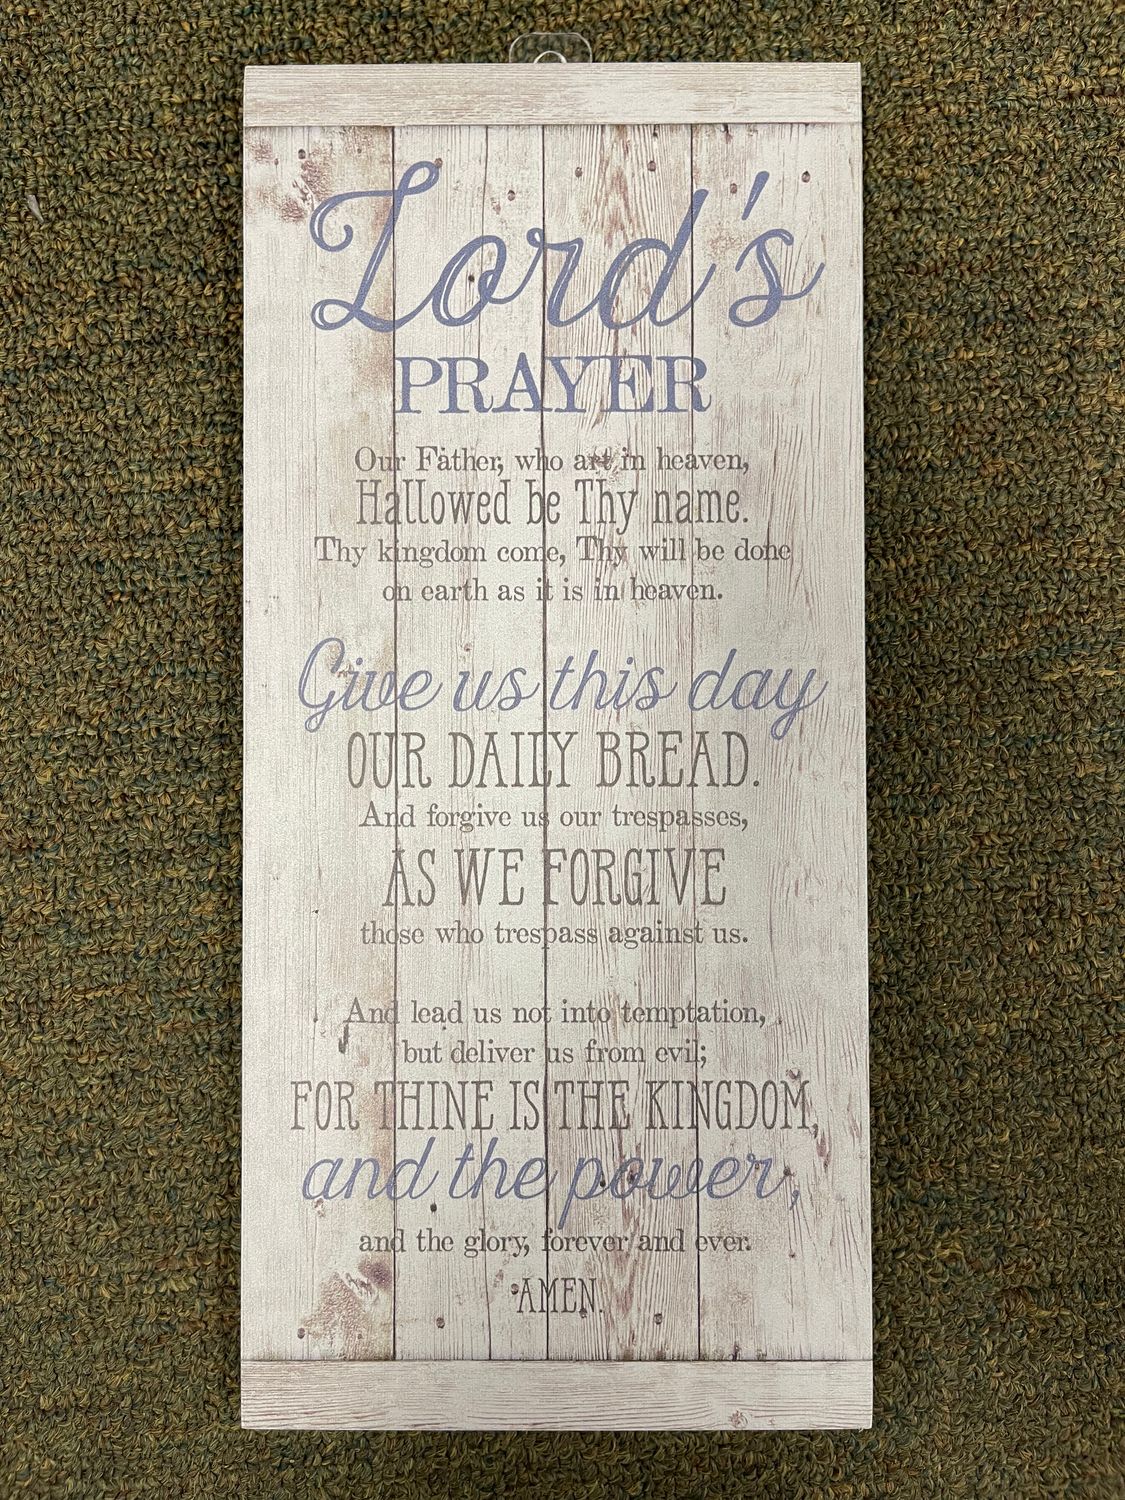 Lord's
PRAYER
Our Father, who art in heaven,
Hallowed be Thy name.
Thy kingdom come, Thy will be done
on earth as it is in heaven.
Give us this day
OUR DAILY BREAD.
And forgive us our trespasses,
AS WE FORGIVE
those who trespass against us.
And lead us not into temptation,
but deliver us from evil;
FOR THINE IS THE KINGDOM,
and the power,
and the glory, forever and ever.
AMEN.